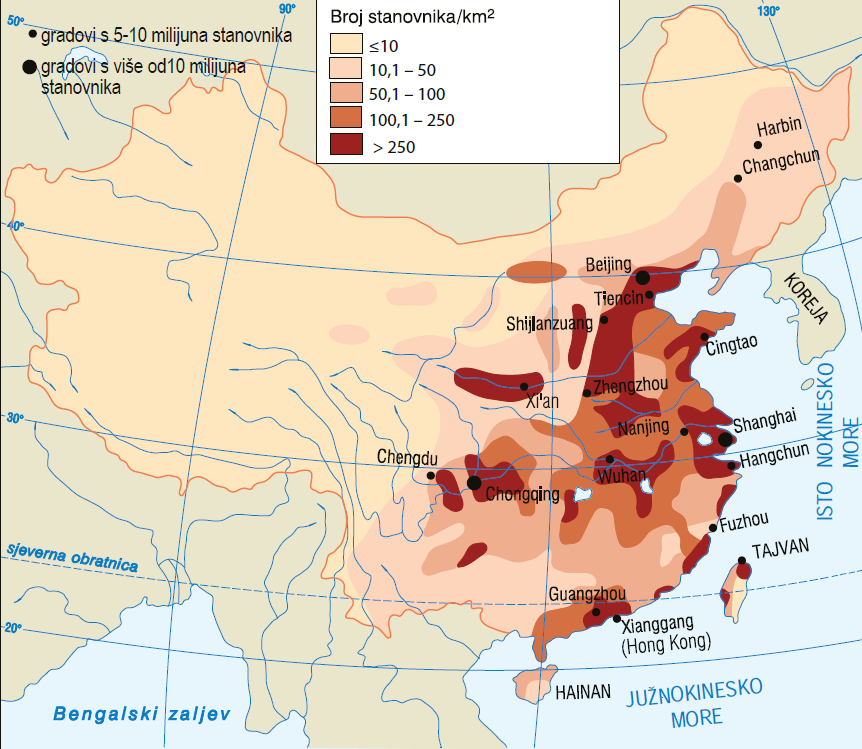 50°
90°
130°
gradovi s 5-10 milijuna stanovnika
gradovi s više od10 milijuna
stanovnika
Broj stanovnika/km²
≤10
10,1 – 50
50,1 – 100
100,1 – 250
> 250
Harbin
Changchun
40°
Beijing
Tiencin
KOREJA
Shijlanzuang
Cingtao
Zhengzhou
Xi'an
30°
Nanjing
Shanghai
Hangchun
ISTO NOKINESKO
MORE
Chengdu
Chongqing
Wuhan
Fuzhou
sjeverna obratnica
TAJVAN
Guangzhou
Xianggang
(Hong Kong)
20°
HAINAN
JUŽNOKINESKO
MORE
Bengalski zaljev